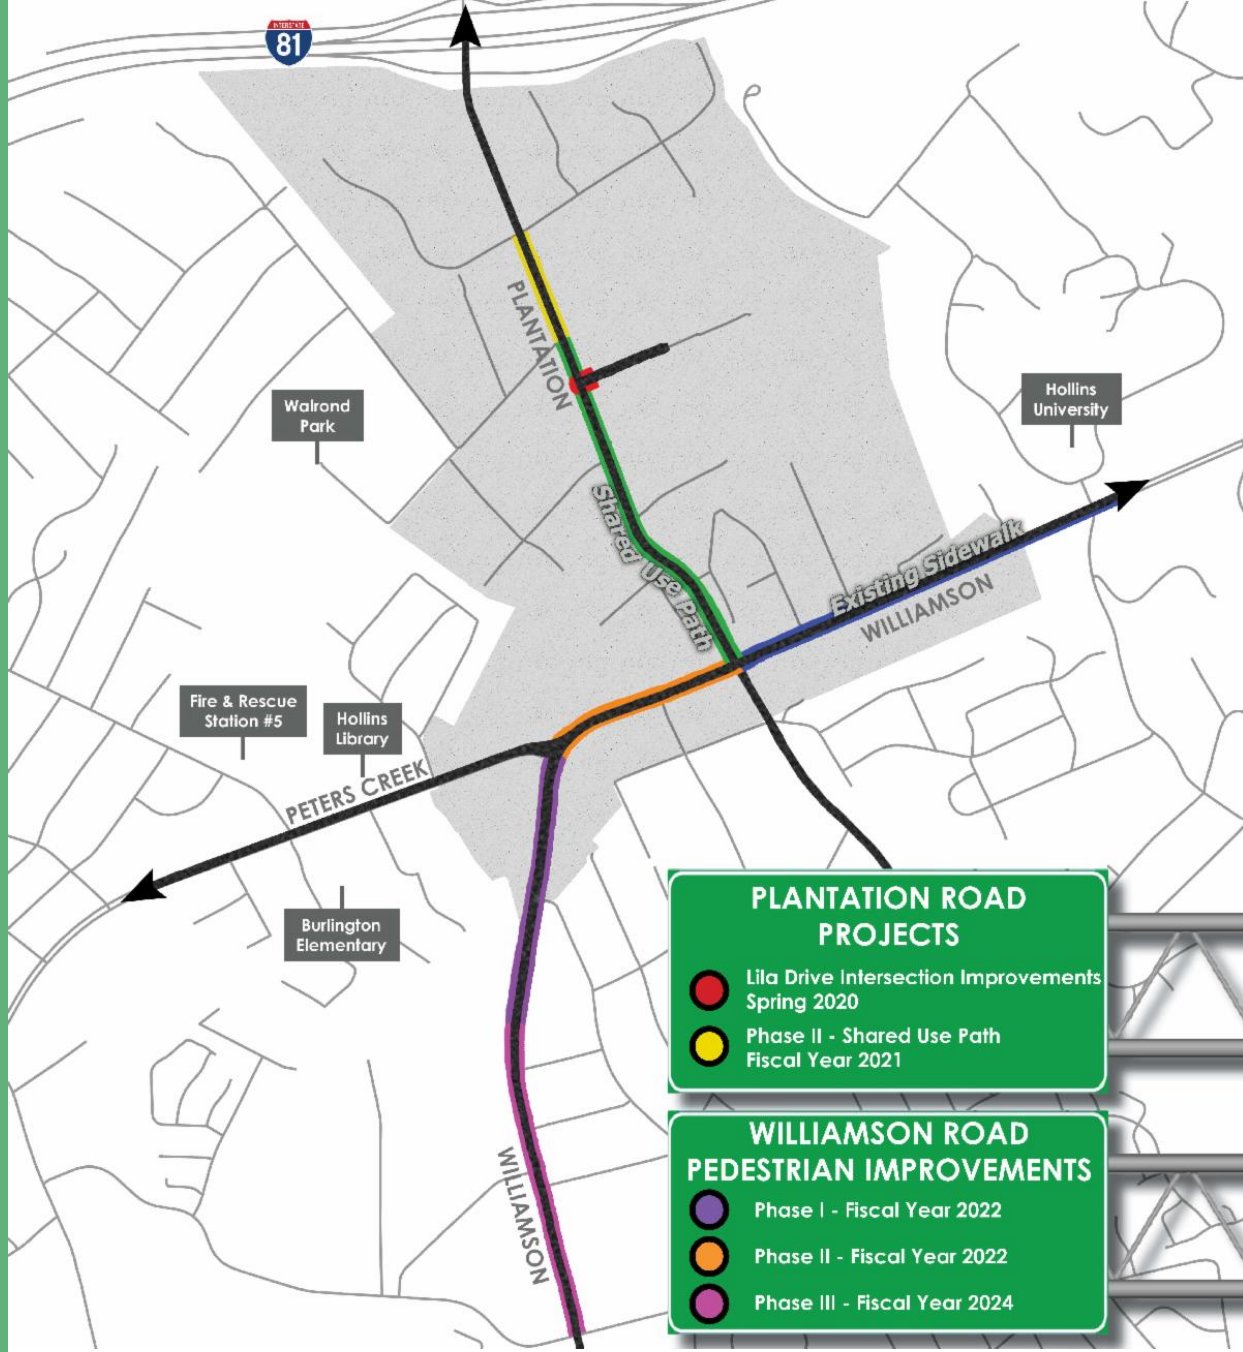 INTERSTATE
81
PLANTATION
Walrond
Park
Hollins
University
Shared Use Path
Existing Sidewalk
WILLIAMSON
Fire & Rescue
Station #5
Hollins
Library
PETERS CREEK
Burlington
Elementary
WILLIAMSON
PLANTATION ROAD
PROJECTS
Lila Drive Intersection Improvements
Spring 2020
Phase II - Shared Use Path
Fiscal Year 2021
WILLIAMSON ROAD
PEDESTRIAN IMPROVEMENTS
Phase I - Fiscal Year 2022
Phase II - Fiscal Year 2022
Phase III - Fiscal Year 2024